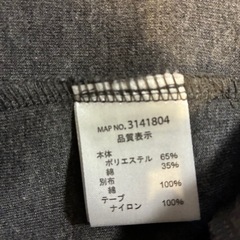 MAP NO.3141804
品質表示
本体
ポリエステル 65%
綿 35%
別布
綿 100%
テープ
ナイロン 100%